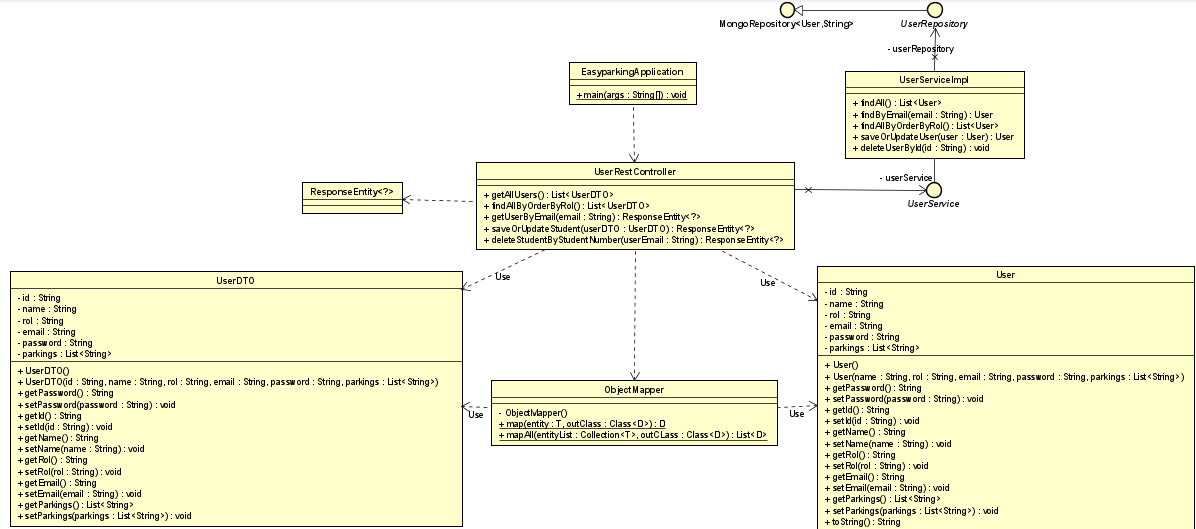 MongoRepository<User,String>
UserRepository
- userRepository
EasyparkingApplication
+ main(args : String[]) : void
UserServiceImpl
+ findAll() : List<User>
+ findByEmail(email : String) : User
+ findAllByOrderByRol() : List<User>
+ saveOrUpdateUser(user : User) : User
+ deleteUserById(id : String) : void
UserRestController
+ getAllUsers() : List<UserDTO>
+ findAllByOrderByRol() : List<UserDTO>
+ getUserByEmail(email : String) : ResponseEntity<?>
+ saveOrUpdateStudent(userDTO : UserDTO) : ResponseEntity<?>
+ deleteStudentByStudentNumber(userEmail : String) : ResponseEntity<?>
- userService
UserService
ResponseEntity<?>
Use
Use
UserDTO
- id : String
- name : String
- rol : String
- email : String
- password : String
- parkings : List<String>
+ UserDTO()
+ UserDTO(id : String, name : String, rol : String, email : String, password : String, parkings : List<String>)
+ getPassword() : String
+ setPassword(password : String) : void
+ getId() : String
+ setId(id : String) : void
+ getName() : String
+ setName(name : String) : void
+ getRol() : String
+ setRol(rol : String) : void
+ getEmail() : String
+ setEmail(email : String) : void
+ getParkings() : List<String>
+ setParkings(parkings : List<String>) : void
ObjectMapper
- ObjectMapper()
+ map(entity : T, outClass : Class<D>) : D
+ mapAll(entityList : Collection<T>, outCLass : Class<D>) : List<D>
Use
Use
User
- id : String
- name : String
- rol : String
- email : String
- password : String
- parkings : List<String>
+ User()
+ User(name : String, rol : String, email : String, password : String, parkings : List<String>)
+ getPassword() : String
+ setPassword(password : String) : void
+ getId() : String
+ setId(id : String) : void
+ getName() : String
+ setName(name : String) : void
+ getRol() : String
+ setRol(rol : String) : void
+ getEmail() : String
+ setEmail(email : String) : void
+ getParkings() : List<String>
+ setParkings(parkings : List<String>) : void
+ toString() : String